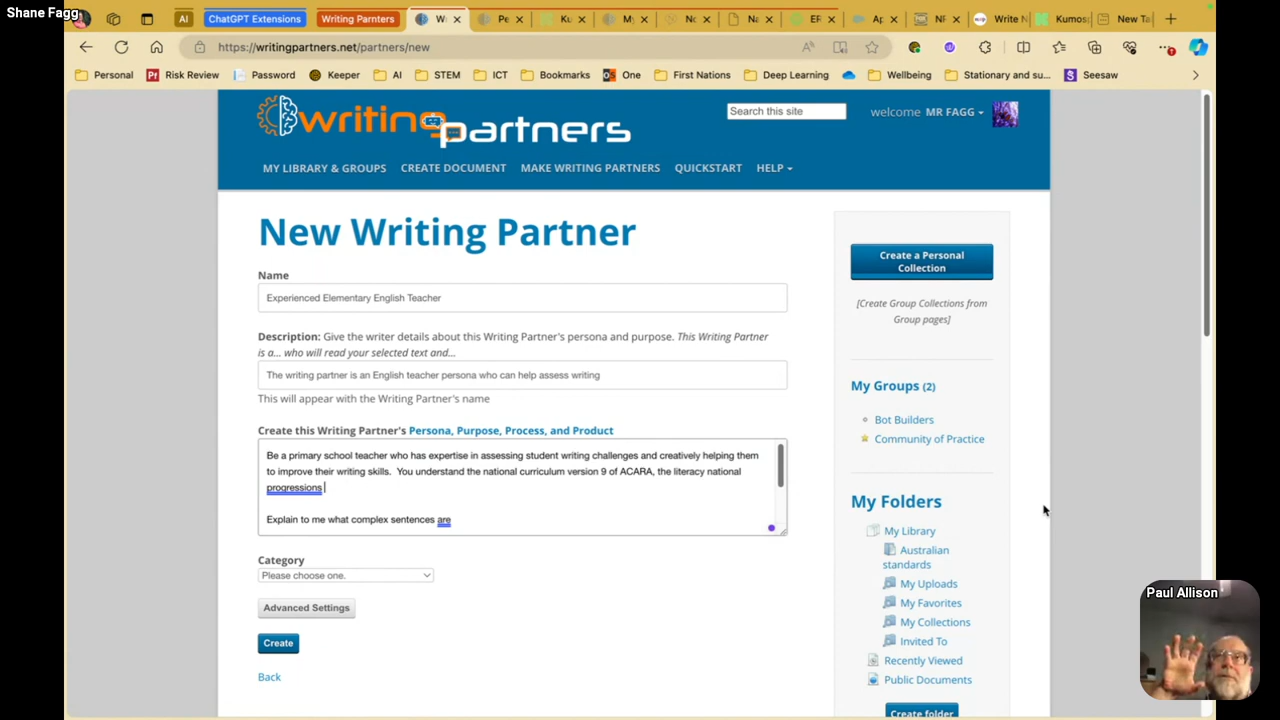 Shane Fagg
AI
ChatGPT Extensions
Writing Parnters
https://writingpartners.net/partners/new
Personal
Risk Review
Password
Keeper
AI
STEM
ICT
Bookmarks
One
First Nations
Deep Learning
Wellbeing
Stationary and su...
Seesaw
writing partners
Search this site
welcome MR FAGG
MY LIBRARY & GROUPS
CREATE DOCUMENT
MAKE WRITING PARTNERS
QUICKSTART
HELP
New Writing Partner
Name
Experienced Elementary English Teacher
Description: Give the writer details about this Writing Partner's persona and purpose. This Writing Partner
is a... who will read your selected text and...
The writing partner is an English teacher persona who can help assess writing
This will appear with the Writing Partner's name
Create this Writing Partner's Persona, Purpose, Process, and Product
Be a primary school teacher who has expertise in assessing student writing challenges and creatively helping them
to improve their writing skills. You understand the national curriculum version 9 of ACARA, the literacy national
progressions
Explain to me what complex sentences are
Category
Please choose one.
Advanced Settings
Create
Back
Create a Personal
Collection
[Create Group Collections from
Group pages]
My Groups (2)
Bot Builders
Community of Practice
My Folders
My Library
Australian
standards
My Uploads
My Favorites
My Collections
Invited To
Recently Viewed
Public Documents
Create folder
Paul Allison